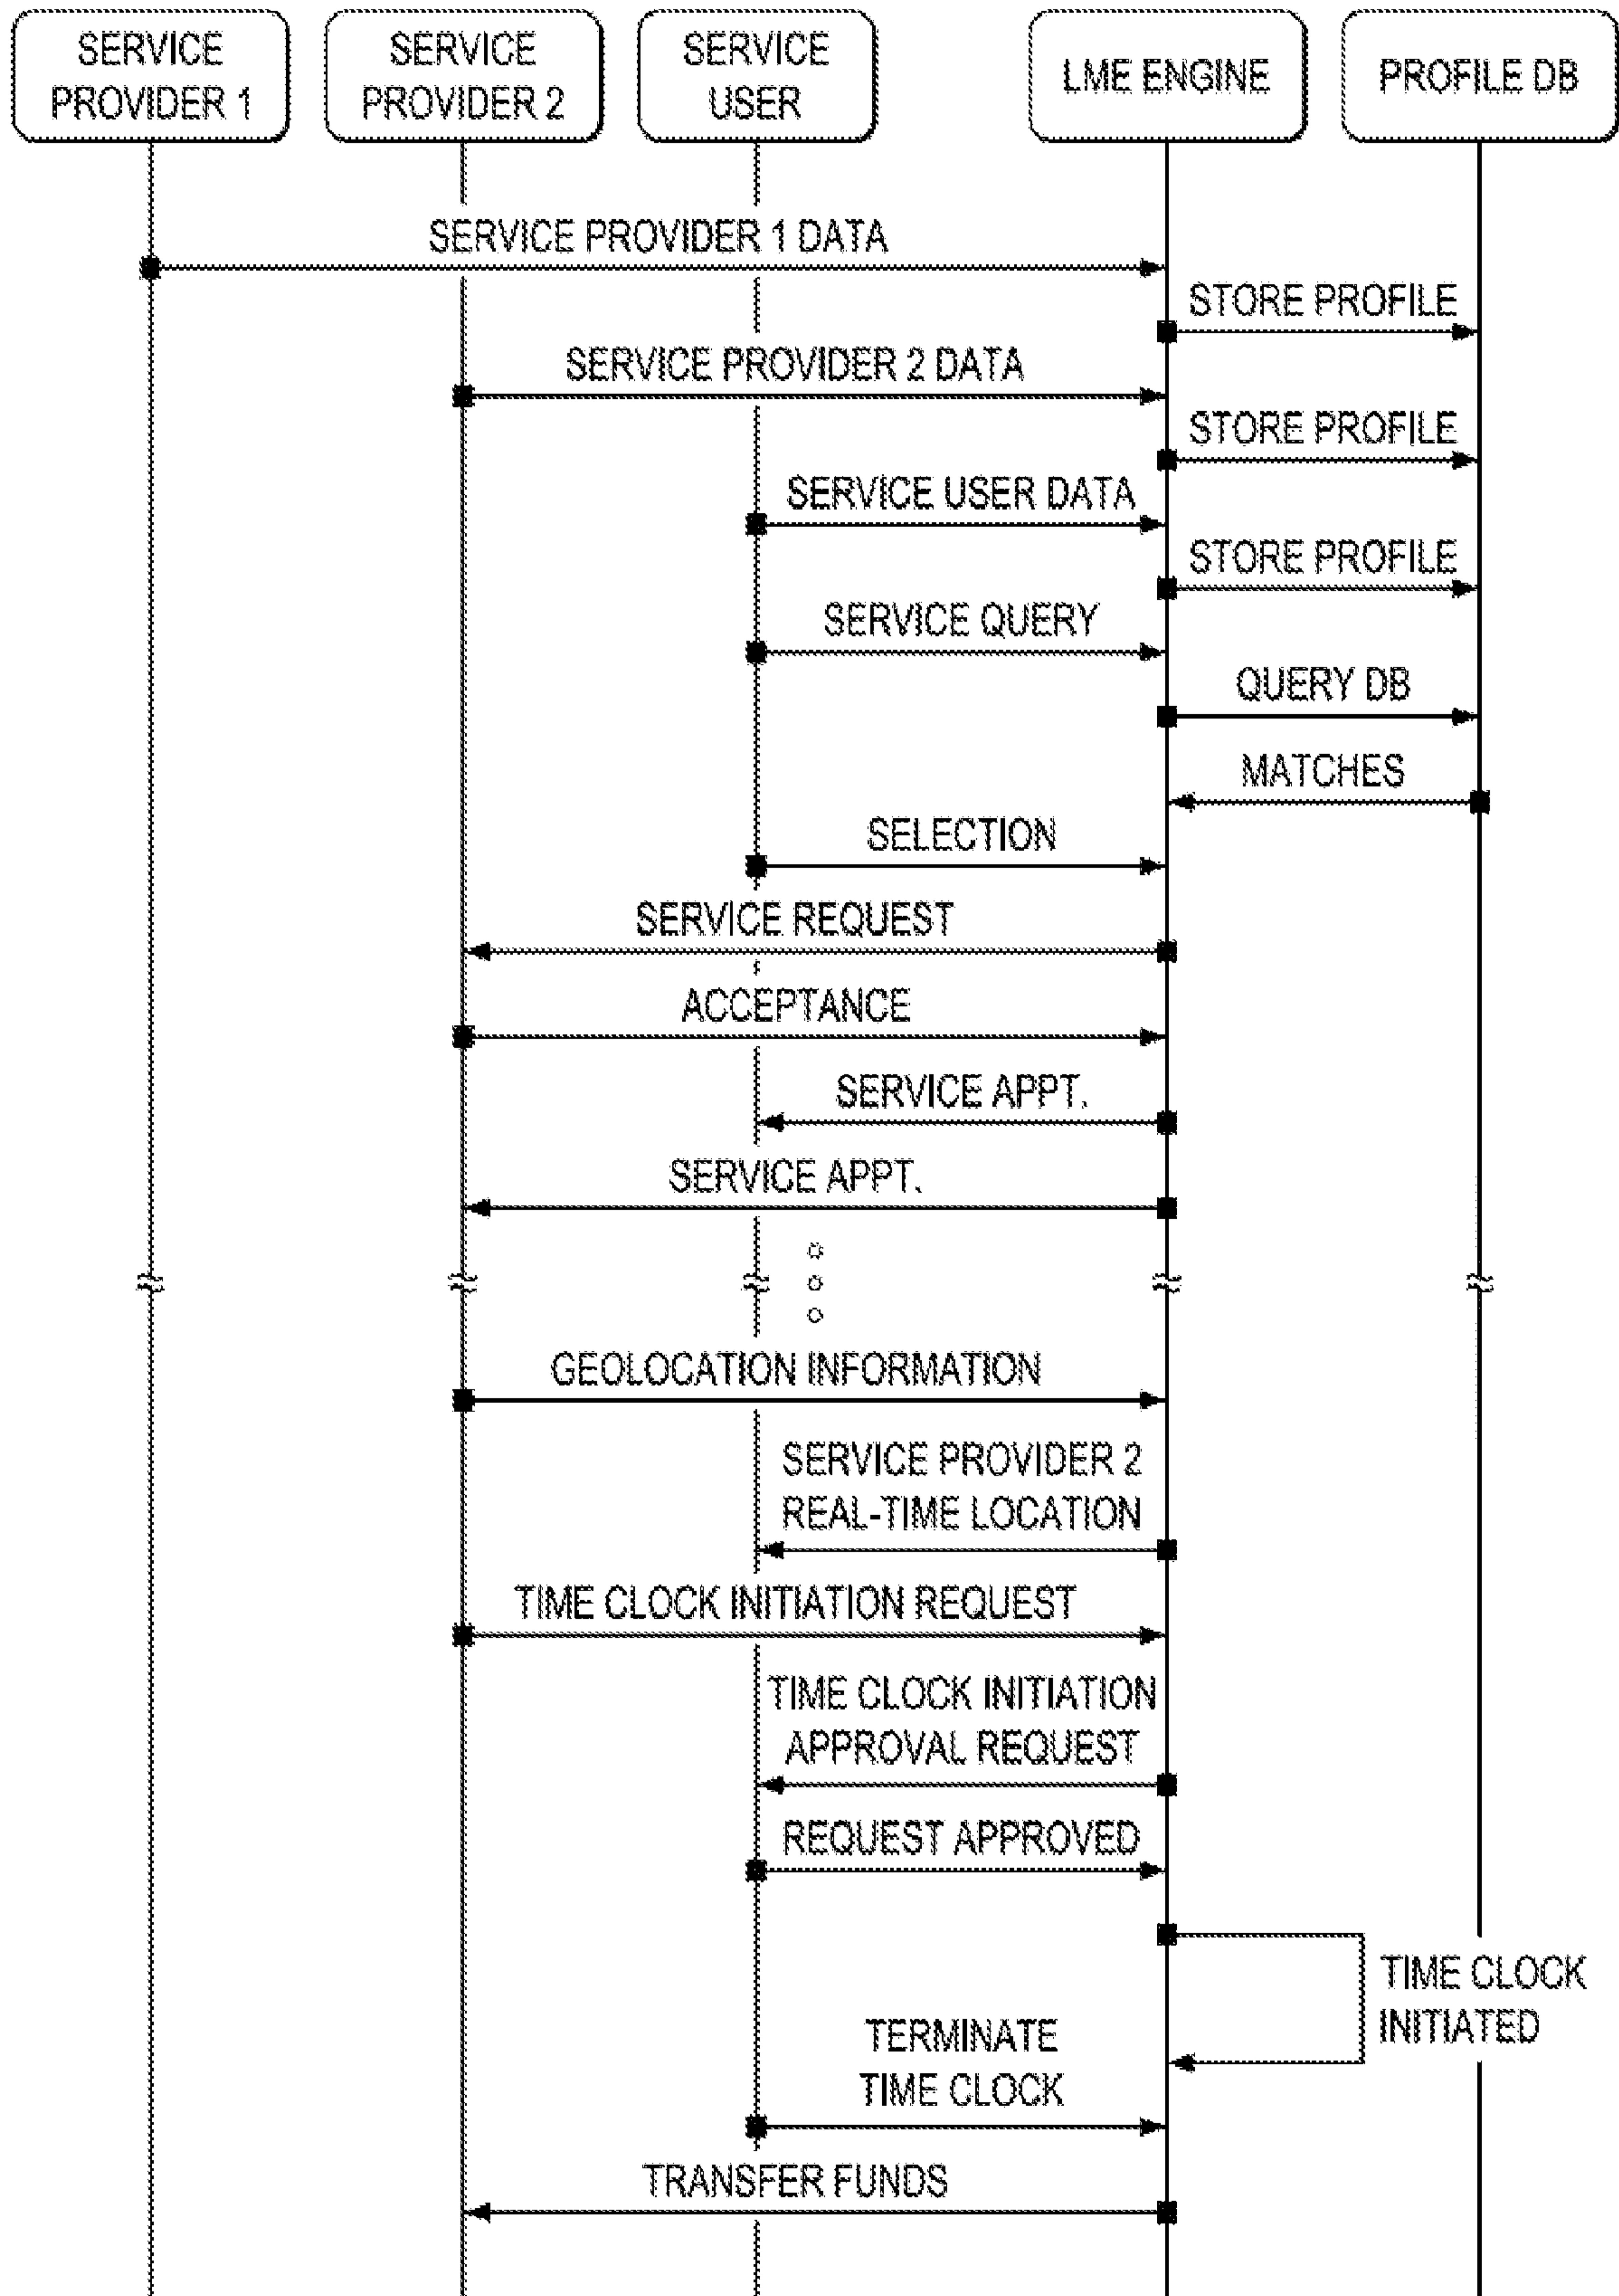 SERVICE
PROVIDER 1
SERVICE
PROVIDER 2
SERVICE
USER
LME ENGINE
PROFILE DB
SERVICE PROVIDER 1 DATA
STORE PROFILE
SERVICE PROVIDER 2 DATA
STORE PROFILE
SERVICE USER DATA
STORE PROFILE
SERVICE QUERY
QUERY DB
MATCHES
SELECTION
SERVICE REQUEST
ACCEPTANCE
SERVICE APPT.
SERVICE APPT.
GEOLOCATION INFORMATION
SERVICE PROVIDER 2
REAL-TIME LOCATION
TIME CLOCK INITIATION REQUEST
TIME CLOCK INITIATION
APPROVAL REQUEST
REQUEST APPROVED
TIME CLOCK
INITIATED
TERMINATE
TIME CLOCK
TRANSFER FUNDS